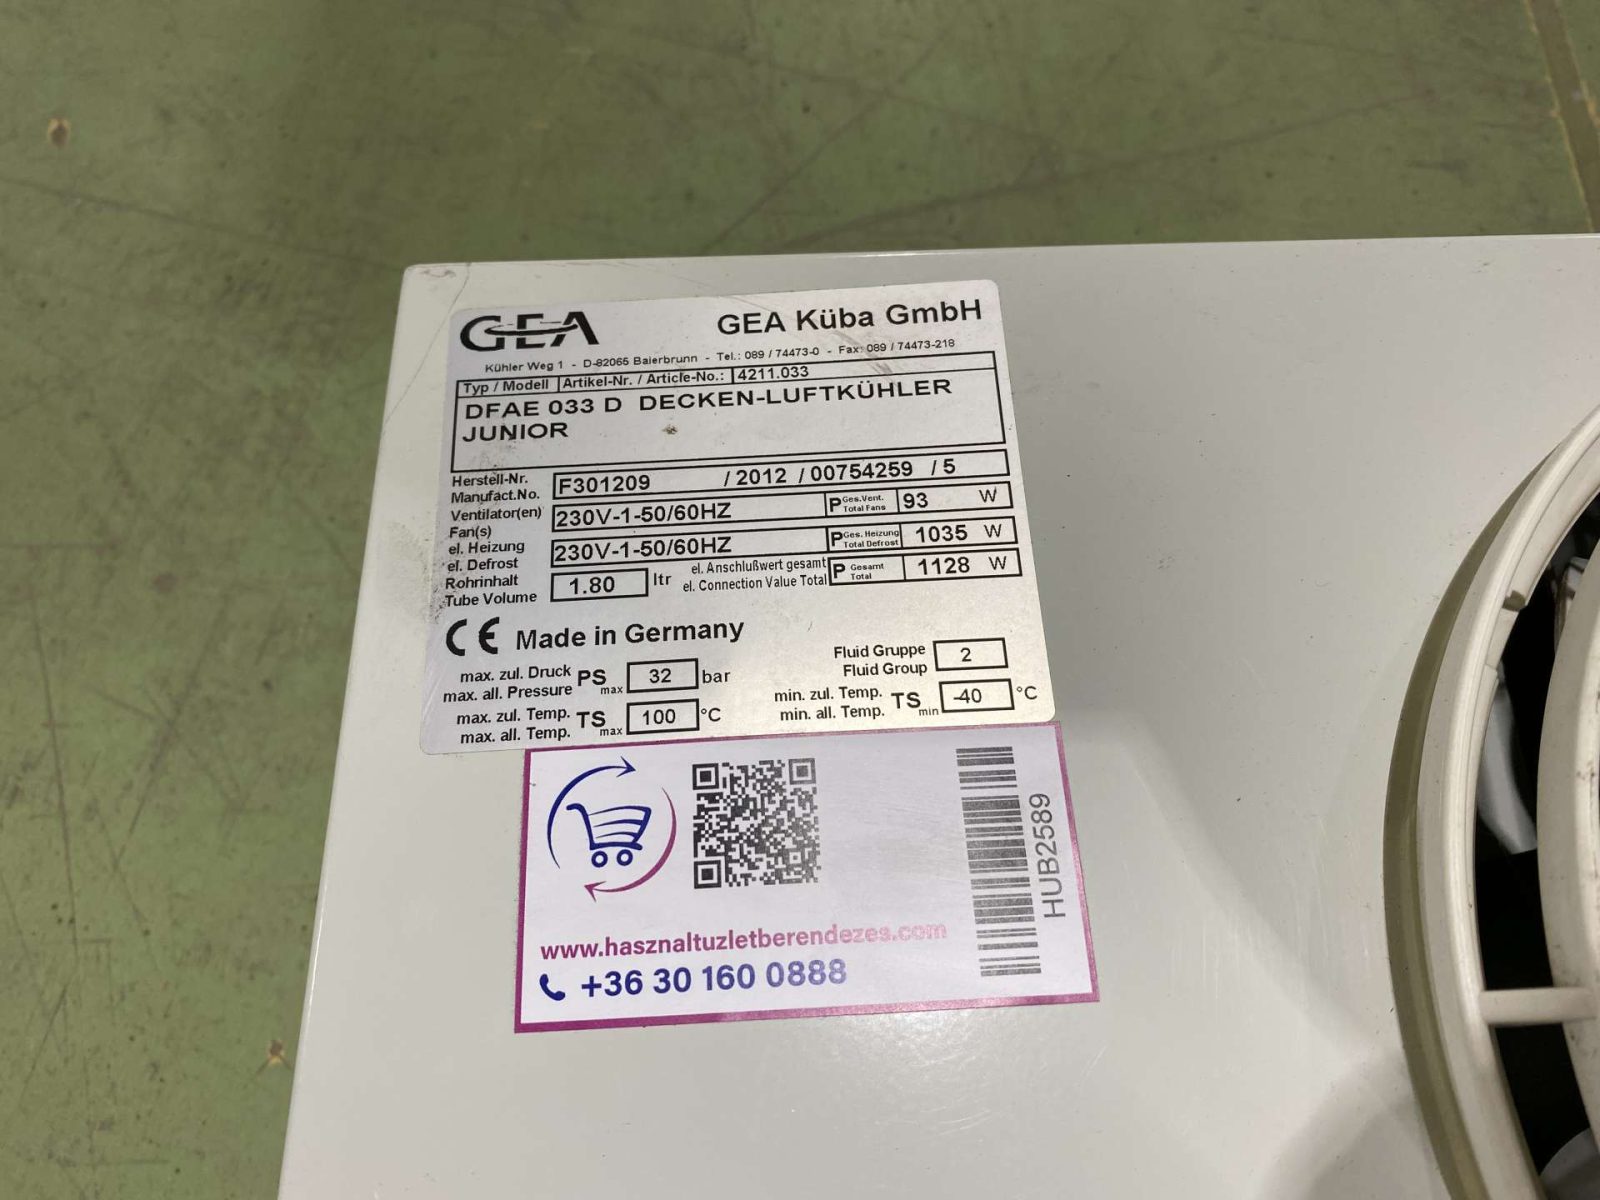 GEA GEA Küba GmbH
Kühler Weg 1 - D-82065 Baierbrunn - Tel.: 089 / 74473-0 - Fax: 089 / 74473-218
Typ / Modell Artikel-Nr. / Article-No.: 4211.033
DFAE 033 D DECKEN-LUFTKÜHLER
JUNIOR
Herstell-Nr.
Manufact.No. F301209 / 2012 / 00754259 / 5
Ventilator(en)
Fan(s) 230V-1-50/60HZ P Ges.Vent. Total Fans 93 W
el. Heizung
el. Defrost 230V-1-50/60HZ P Ges. Heizung Total Defrost 1035 W
Rohrinhalt
Tube Volume 1.80 ltr el. Anschlußwert gesamt
el. Connection Value Total P Gesamt Total 1128 W
CE Made in Germany
max. zul. Druck
max. all. Pressure PS max 32 bar
Fluid Gruppe
Fluid Group 2
max. zul. Temp.
max. all. Temp. TS max 100 °C
min. zul. Temp.
min. all. Temp. TS min -40 °C
HUB2589
www.hasznaltuzletberendezes.com
+36 30 160 0888